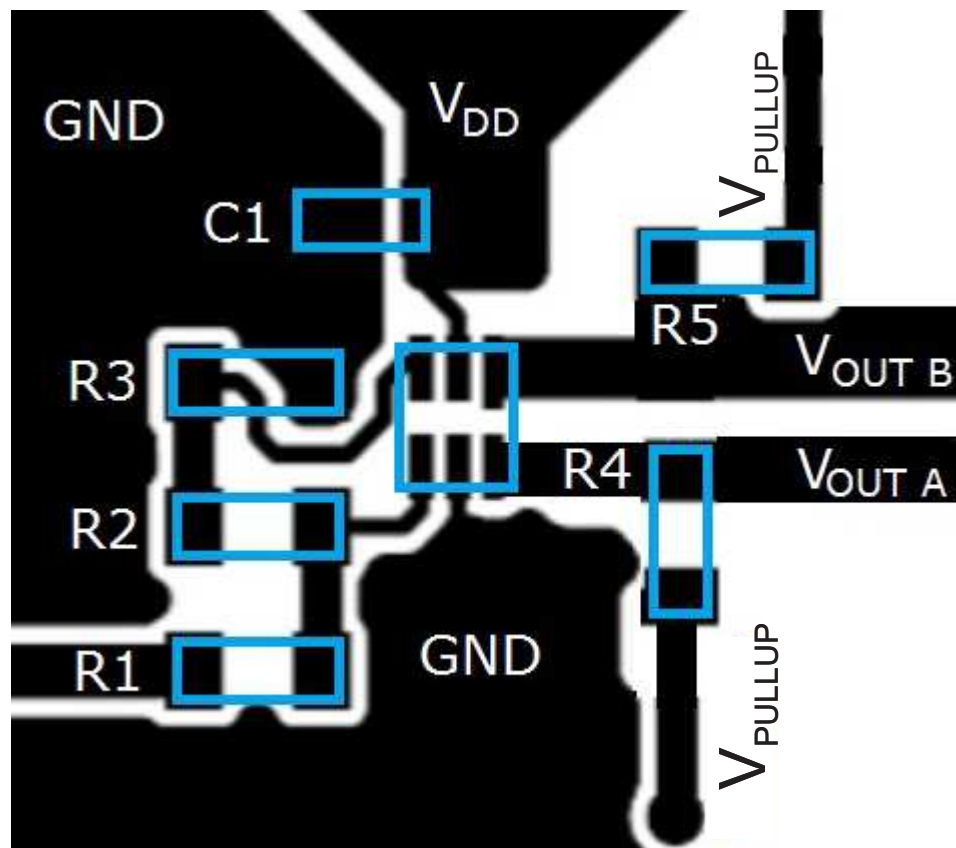 GND
VDD
VPULLUP
C1
R5
R3
VOUT B
R4
VOUT A
R2
GND
R1
VPULLUP